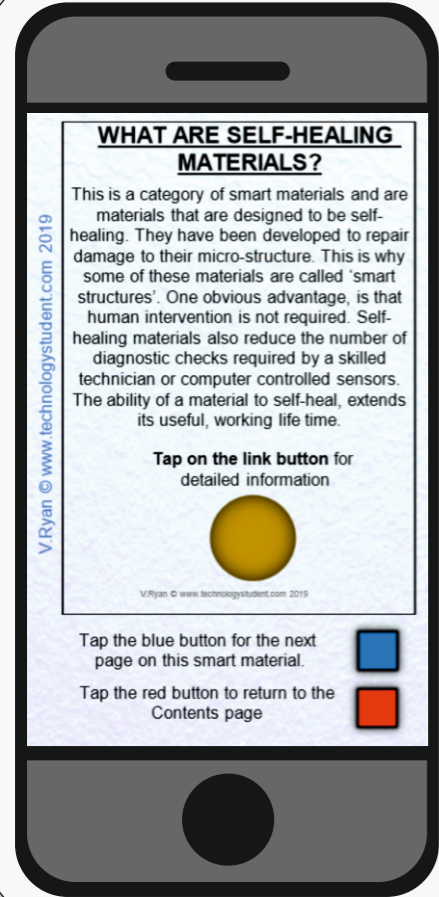 WHAT ARE SELF-HEALING
MATERIALS?
This is a category of smart materials and are
materials that are designed to be self-
healing. They have been developed to repair
damage to their micro-structure. This is why
some of these materials are called ‘smart
structures’. One obvious advantage, is that
human intervention is not required. Self-
healing materials also reduce the number of
diagnostic checks required by a skilled
technician or computer controlled sensors.
The ability of a material to self-heal, extends
its useful, working life time.
Tap on the link button for
detailed information
V.Ryan © www.technologystudent.com 2019
V.Ryan © www.technologystudent.com 2019
Tap the blue button for the next
page on this smart material.
Tap the red button to return to the
Contents page